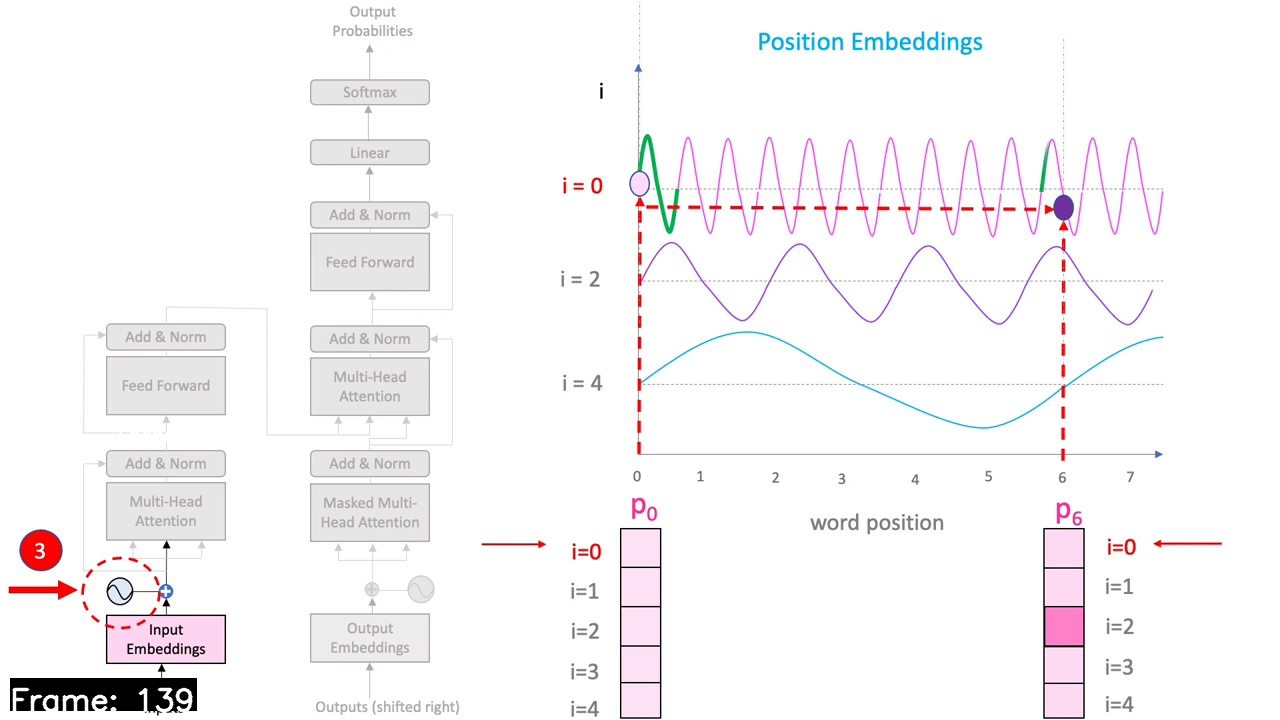 Output
Probabilities
Softmax
Linear
Add & Norm
Feed Forward
Add & Norm
Multi-Head
Attention
Add & Norm
Masked Multi-
Head Attention
Output
Embeddings
Outputs (shifted right)
Add & Norm
Feed Forward
Add & Norm
Multi-Head
Attention
3
Input
Embeddings
Frame: 139
Position Embeddings
i
i = 0
i = 2
i = 4
0 1 2 3 4 5 6 7
word position
p0
i=0
i=1
i=2
i=3
i=4
p6
i=0
i=1
i=2
i=3
i=4